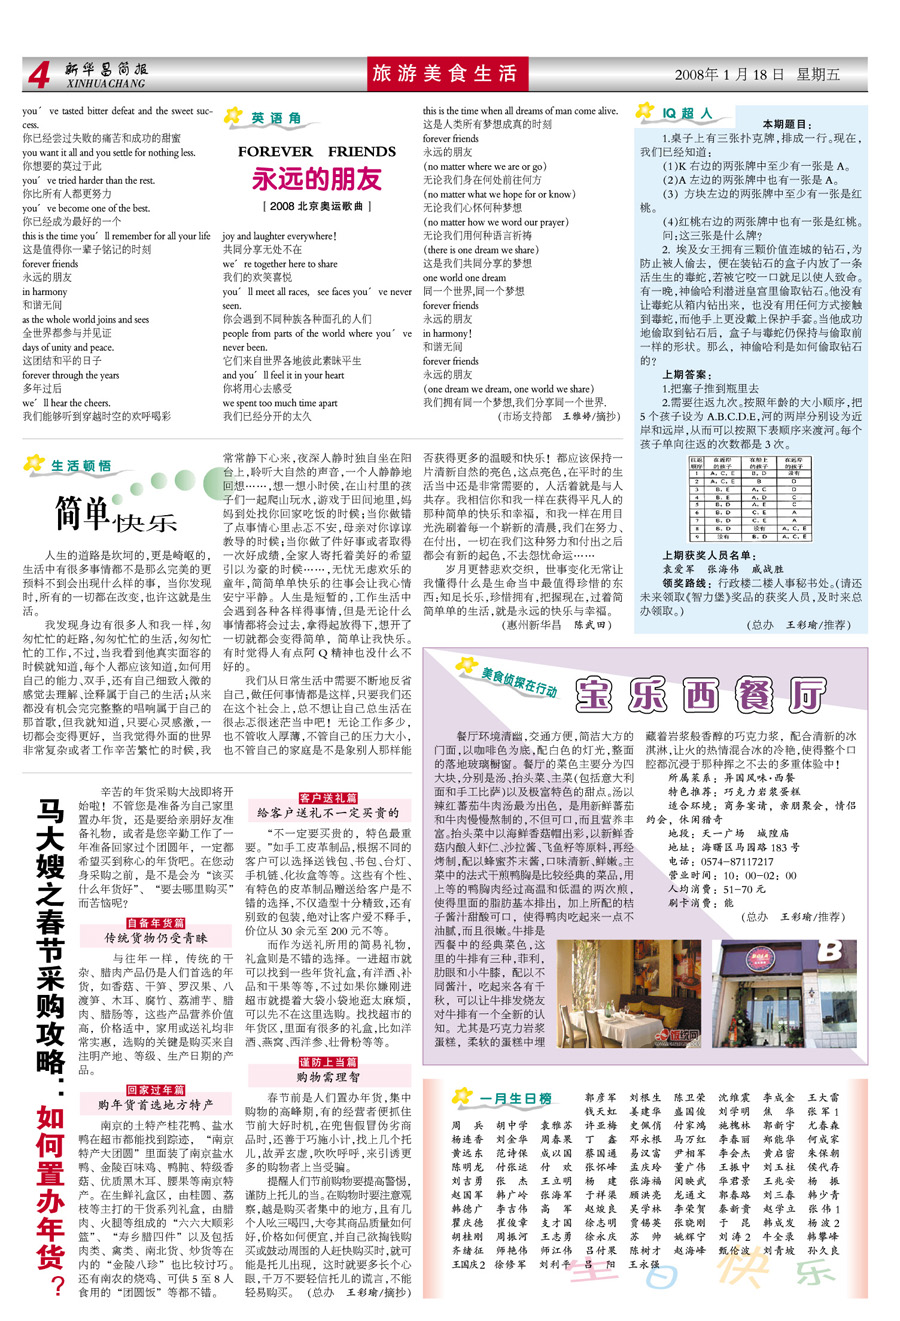 4
新华昌简报
XINHUACHANG
旅游美食生活
2008年 1 月 18 日 星期五
英 语 角
FOREVER FRIENDS
永远的朋友
[ 2008 北京奥运歌曲 ]
joy and laughter everywhere!
共同分享无处不在
we're together here to share
我们的欢笑喜悦
you'll meet all races, see faces you've never
seen.
你会遇到不同种族各种面孔的人们
people from parts of the world where you've
never been.
它们来自世界各地彼此素昧平生
and you'll feel it in your heart
你将用心去感受
we spent too much time apart
我们已经分开的太久
you've tasted bitter defeat and the sweet suc-
cess.
你已经尝过失败的痛苦和成功的甜蜜
you want it all and you settle for nothing less.
你想要的莫过于此
you've tried harder than the rest.
你比所有人都更努力
you've become one of the best.
你已经成为最好的一个
this is the time you'll remember for all your life
这是值得你一辈子铭记的时刻
forever friends
永远的朋友
in harmony
和谐无间
as the whole world joins and sees
全世界都参与并见证
days of unity and peace.
这团结和平的日子
forever through the years
多年过后
we'll hear the cheers.
我们能够听到穿越时空的欢呼喝彩
this is the time when all dreams of man come alive.
这是人类所有梦想成真的时刻
forever friends
永远的朋友
(no matter where we are or go)
无论我们身在何处前往何方
(no matter what we hope for or know)
无论我们心怀何种梦想
(no matter how we word our prayer)
无论我们用何种语言祈祷
(there is one dream we share)
这是我们共同分享的梦想
one world one dream
同一个世界,同一个梦想
forever friends
永远的朋友
in harmony!
和谐无间
forever friends
永远的朋友
(one dream we dream, one world we share)
我们拥有同一个梦想,我们分享同一个世界.
(市场支持部 王雅婷/摘抄)
IQ 超 人
本期题目:
1.桌子上有三张扑克牌,排成一行。现在,
我们已经知道:
(1)K 右边的两张牌中至少有一张是 A。
(2)A 左边的两张牌中也有一张是 A。
(3) 方块左边的两张牌中至少有一张是红
桃。
(4)红桃右边的两张牌中也有一张是红桃。
问:这三张是什么牌?
2. 埃及女王拥有三颗价值连城的钻石,为
防止被人偷去, 便在装钻石的盒子内放了一条
活生生的毒蛇,若被它咬一口就足以使人致命。
有一晚,神偷哈利潜进皇宫里偷取钻石。他没有
让毒蛇从箱内钻出来, 也没有用任何方式接触
到毒蛇,而他手上更没戴上保护手套。当他成功
地偷取到钻石后, 盒子与毒蛇仍保持与偷取前
一样的形状。那么, 神偷哈利是如何偷取钻石
的?
上期答案:
1.把塞子推到瓶里去
2.需要往返九次。按照年龄的大小顺序,把
5 个孩子设为 A.B.C.D.E,河的两岸分别设为近
岸和远岸,从而可以按照下表顺序来渡河。每个
孩子单向往返的次数都是 3 次。
上期获奖人员名单:
袁爱军 张海伟 戚战胜
领奖路线: 行政楼二楼人事秘书处。(请还
未来领取《智力堡》奖品的获奖人员,及时来总
办领取。)
(总办 王彩瑜/推荐)
生 活 顿 悟
简单快乐
人生的道路是坎坷的,更是崎岖的,
生活中有很多事情都不是那么完美的更
预料不到会出现什么样的事, 当你发现
时,所有的一切都在改变,也许这就是生
活。
我发现身边有很多人和我一样,匆
匆忙忙的赶路,匆匆忙忙的生活,匆匆忙
忙的工作,不过,当我看到他真实面容的
时候就知道,每个人都应该知道,如何用
自己的能力、双手,还有自己细致入微的
感觉去理解、诠释属于自己的生活;从来
都没有机会完完整整的唱响属于自己的
那首歌,但我就知道,只要心灵感激,一
切都会变得更好, 当我觉得外面的世界
非常复杂或者工作辛苦繁忙的时候,我
常常静下心来,夜深人静时独自坐在阳
台上,聆听大自然的声音,一个人静静地
回想……,想一想小时侯,在山村里的孩
子们一起爬山玩水,游戏于田间地里,妈
妈到处找你回家吃饭的时候;当你做错
了点事情心里忐忑不安,母亲对你谆谆
教导的时候;当你做了件好事或者取得
一次好成绩,全家人寄托着美好的希望
引以为豪的时候……,无忧无虑欢乐的
童年,简简单单快乐的往事会让我心情
安宁平静。人生是短暂的,工作生活中
会遇到各种各样得事情,但是无论什么
事情都将会过去,拿得起放得下,想开了
一切就都会变得简单, 简单让我快乐。
有时觉得人有点阿 Q 精神也没什么不
好的。
我们从日常生活中需要不断地反省
自己,做任何事情都是这样,只要我们还
在这个社会上,总不想让自己总生活在
很忐忑很迷茫当中吧! 无论工作多少,
也不管收入厚薄,不管自己的压力大小,
也不管自己的家庭是不是象别人那样能
否获得更多的温暖和快乐! 都应该保持一
片清新自然的亮色,这点亮色,在平时的生
活当中还是非常需要的,人活着就是与人
共存。我相信你和我一样在获得平凡人的
那种简单的快乐和幸福, 和我一样在用目
光洗刷着每一个崭新的清晨,我们在努力、
在付出, 一切在我们这种努力和付出之后
都会有新的起色,不去怨忧命运……
岁月更替悲欢交织, 世事变化无常让
我懂得什么是生命当中最值得珍惜的东
西;知足长乐,珍惜拥有,把握现在,过着简
简单单的生活,就是永远的快乐与幸福。
(惠州新华昌 陈武田)
美食侦探在行动
宝乐西餐厅
餐厅环境清幽,交通方便,简洁大方的
门面,以咖啡色为底,配白色的灯光,整面
的落地玻璃橱窗。餐厅的菜色主要分为四
大块,分别是汤、抬头菜、主菜(包括意大利
面和手工比萨)以及极富特色的甜点。汤以
辣红蕃茄牛肉汤最为出色, 是用新鲜蕃茄
和牛肉慢慢熬制的,不但可口,而且营养丰
富。抬头菜中以海鲜香菇帽出彩,以新鲜香
菇内酿入虾仁、沙拉酱、飞鱼籽等原料,再经
烤制,配以蜂蜜芥末酱,口味清新、鲜嫩。主
菜中的法式干煎鸭胸是比较经典的菜品,用
上等的鸭胸肉经过高温和低温的两次煎,
使得里面的脂肪基本排出, 加上所配的桔
子酱汁甜酸可口, 使得鸭肉吃起来一点不
油腻,而且很嫩。牛排是
西餐中的经典菜色,这
里的牛排有三种,菲利,
肋眼和小牛膝, 配以不
同酱汁, 吃起来各有千
秋, 可以让牛排发烧友
对牛排有一个全新的认
知。尤其是巧克力岩浆
蛋糕, 柔软的蛋糕中埋
藏着岩浆般香醇的巧克力浆, 配合清新的冰
淇淋,让火的热情混合冰的冷艳,使得整个口
腔都沉浸于那种挥之不去的多重体验中!
所属菜系: 异国风味·西餐
特色推荐: 巧克力岩浆蛋糕
适合环境: 商务宴请, 亲朋聚会, 情侣
约会, 休闲猎奇
地段: 天一广场 城隍庙
地址: 海曙区马园路 183 号
电话: 0574-87117217
营业时间: 10: 00-02: 00
人均消费: 51-70 元
刷卡消费: 能
(总办 王彩瑜/推荐)
马大嫂之春节采购攻略:如何置办年货?
辛苦的年货采购大战即将开
始啦! 不管您是准备为自己家里
置办年货, 还是要给亲朋好友准
备礼物, 或者是您辛勤工作了一
年准备回家过个团圆年, 一定都
希望买到称心的年货吧。在您动
身采购之前, 是不是会为“该买
什么年货好”、“要去哪里购买”
而苦恼呢?
自备年货篇
传统货物仍受青睐
与往年一样, 传统的干
杂、腊肉产品仍是人们首选的年
货, 如香菇、干笋、罗汉果、八
渡笋、木耳、腐竹、荔浦芋、腊
肉、腊肠等, 这些产品营养价值
高, 价格适中, 家用或送礼均非
常实惠, 选购的关键是购买来自
注明产地、等级、生产日期的产
品。
回家过年篇
购年货首选地方特产
南京的土特产桂花鸭、盐水
鸭在超市都能找到踪迹, “南京
特产大团圆”里面装了南京盐水
鸭、金陵百味鸡、鸭肫、特级香
菇、优质黑木耳、腰果等南京特
产。在生鲜礼盒区, 由桂圆、荔
枝等主打的干货系列礼盒, 由腊
肉、火腿等组成的“六六大顺彩
篮”、“寿乡腊四件”以及包括
肉类、禽类、南北货、炒货等在
内的“金陵八珍”也比较讨巧。
还有南农的烧鸡、可供 5 至 8 人
食用的“团圆饭”等都不错。
客户送礼篇
给客户送礼不一定买贵的
“不一定要买贵的, 特色最重
要。”如手工皮革制品,根据不同的
客户可以选择送钱包、书包、台灯、
手机链、化妆盒等等。这些有个性、
有特色的皮革制品赠送给客户是不
错的选择,不仅造型十分精致,还有
别致的包装,绝对让客户爱不释手,
价位从 30 余元至 200 元不等。
而作为送礼所用的简易礼物,
礼盒则是不错的选择。一进超市就
可以找到一些年货礼盒,有洋酒、补
品和干果等等,不过如果你嫌刚进
超市就提着大袋小袋地逛太麻烦,
可以先不在这里选购。找找超市的
年货区,里面有很多的礼盒,比如洋
酒、燕窝、西洋参、壮骨粉等等。
谨防上当篇
购物需理智
春节前是人们置办年货,集中
购物的高峰期,有的经营者便抓住
节前大好时机,在兜售假冒伪劣商
品时,还善于巧施小计,找上几个托
儿,故弄玄虚,吹吹呼呼,来引诱更
多的购物者上当受骗。
提醒人们节前购物要提高警惕,
谨防上托儿的当。在购物时要注意观
察,越是购买者集中的地方,且有几
个人吆三喝四,大夸其商品质量如何
好,价格如何便宜,并自己欲掏钱购
买或鼓动周围的人赶快购买时,就可
能是托儿出现, 这时就要多长个心
眼,千万不要轻信托儿的谎言,不能
轻易购买。 (总办 王彩瑜/摘抄)
一月生日榜
郭彦军 刘根生 陈卫荣 沈维震 李成金 王大雷
钱天虹 姜建华 盛国俊 刘学明 焦 华 张军1
周 兵 胡中学 袁雅苏 许亚梅 史佩俏 付家鸿 施槐林 郭新宇 尤春森
杨连香 刘金华 周春果 丁 鑫 邓永根 马万红 李春丽 郑能华 何成家
黄远东 范诗保 成以国 蔡国通 易汉富 尹相军 李会杰 黄启密 朱保朝
陈明龙 付张运 付 欢 张怀峰 孟庆玲 董广伟 王振中 刘玉柱 侯代存
刘吉勇 张 杰 王立明 杨 建 张海福 闵映武 华君景 王兆安 杨 振
赵国军 韩广岭 张海军 于祥渠 顾洪亮 龙通文 郭春路 刘三春 韩少青
韩德广 李吉伟 高 军 赵焌良 吴学林 李荣贺 秦新贵 赵学立 张伟1
瞿庆德 崔俊章 支才国 徐志明 贾锡英 张晓刚 于 昆 韩成发 杨波2
胡桂刚 周振河 王志勇 徐永庆 苏 帅 姚辉宁 刘涛2 牛全录 韩攀峰
齐绪征 师艳伟 师江伟 吕付果 陈树才 赵海峰 甄伦波 刘青坡 孙久良
王国庆2 徐修军 刘利平 吕 阳 王永强
生日快乐